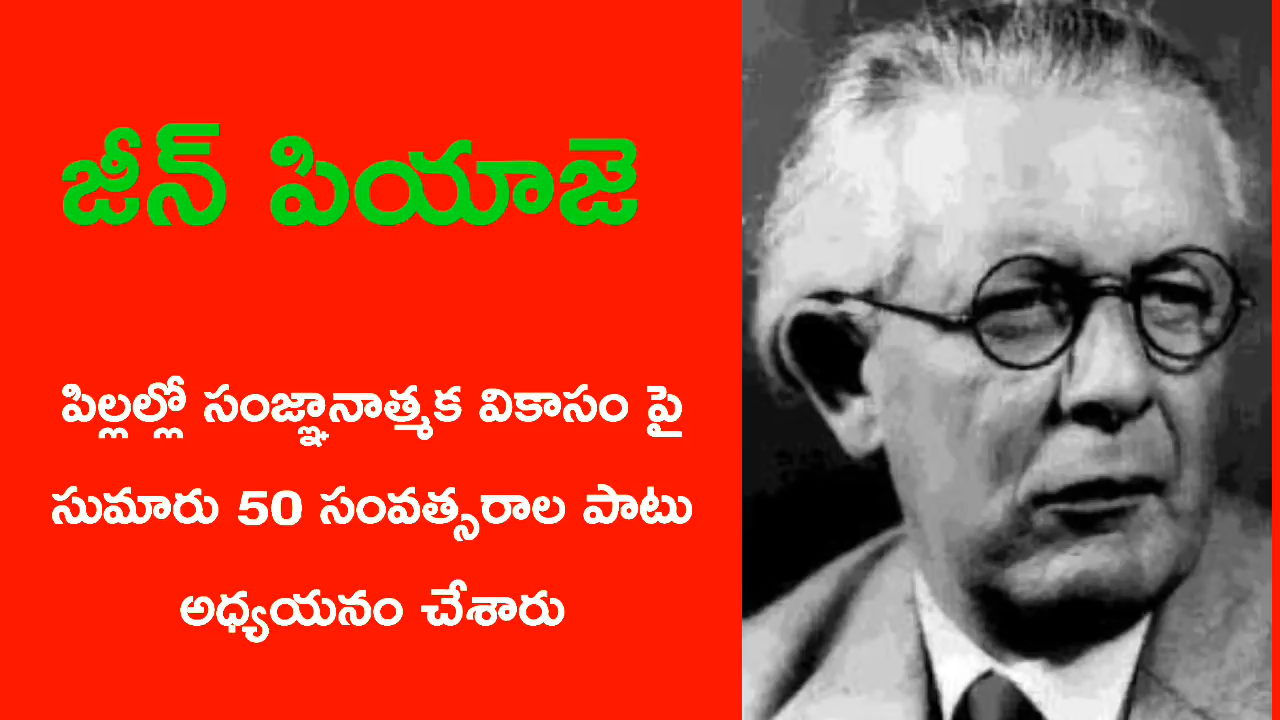 జీన్ పియాజె
పిల్లల్లో సంజ్ఞానాత్మక వికాసం పై
సుమారు 50 సంవత్సరాల పాటు
అధ్యయనం చేశారు